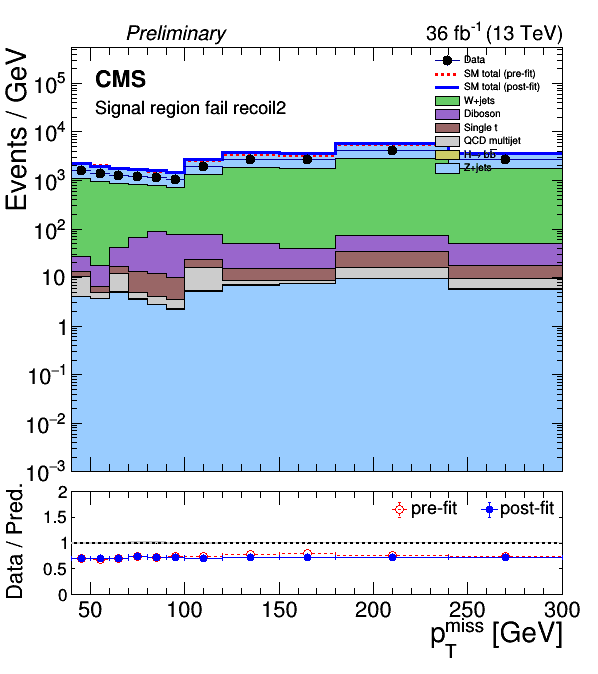 Preliminary
36 fb⁻¹ (13 TeV)
CMS
Signal region fail recoil2
Data
SM total (pre-fit)
SM total (post-fit)
W+jets
Diboson
Single t
QCD multijet
H→ bb̅
Z+jets
Events / GeV
10⁵
10⁴
10³
10²
10
1
10⁻¹
10⁻²
10⁻³
pre-fit
post-fit
Data / Pred.
2
1.5
1
0.5
0
50 100 150 200 250 300
p_T^miss [GeV]